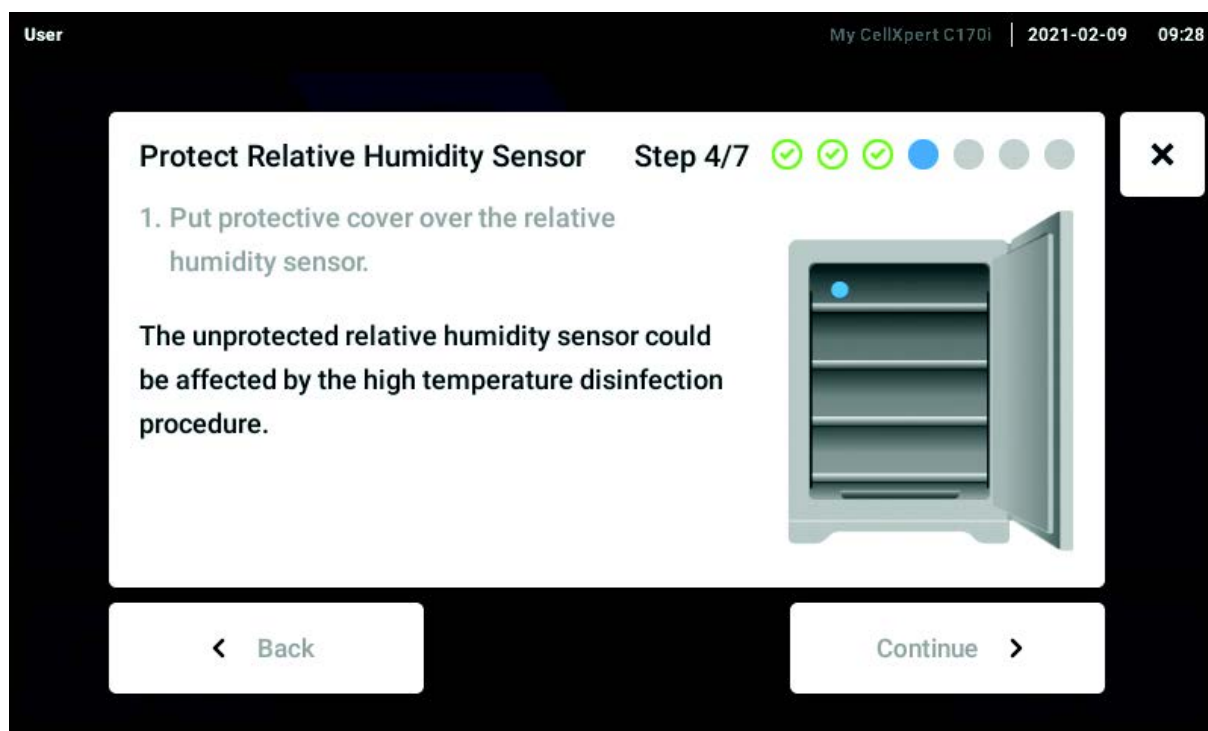 User
My CellXpert C170i | 2021-02-09 09:28
Protect Relative Humidity Sensor Step 4/7
1. Put protective cover over the relative
humidity sensor.
The unprotected relative humidity sensor could
be affected by the high temperature disinfection
procedure.
Back
Continue